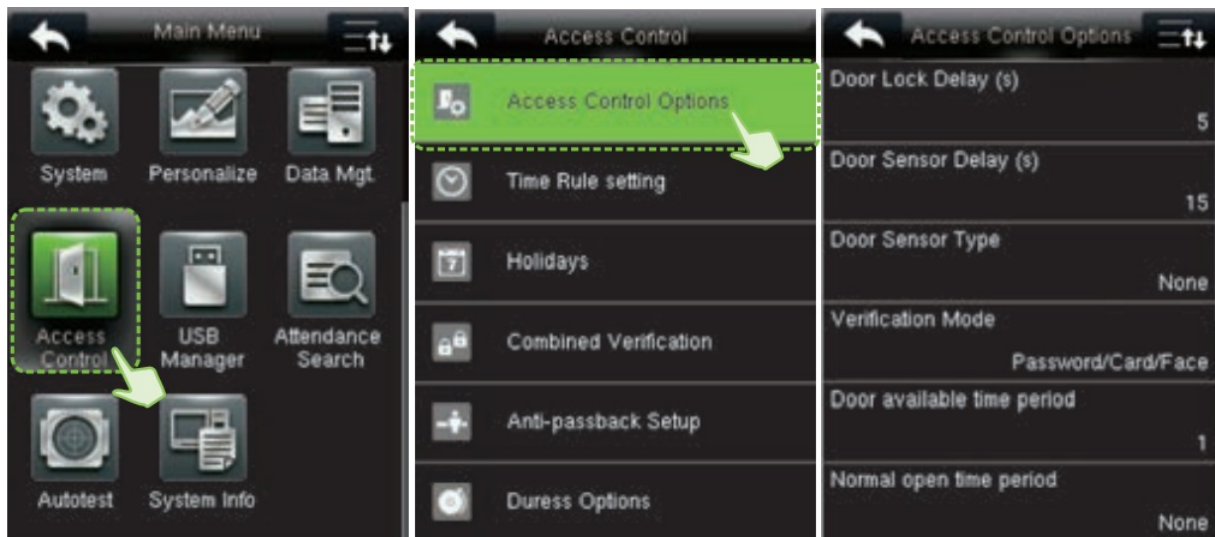 Main Menu
System
Personalize
Data Mgt.
Access
Control
USB
Manager
Attendance
Search
Autotest
System Info
Access Control
Access Control Options
Time Rule setting
7
Holidays
Combined Verification
Anti-passback Setup
Duress Options
Access Control Options
Door Lock Delay (s)
5
Door Sensor Delay (s)
15
Door Sensor Type
None
Verification Mode
Password/Card/Face
Door available time period
1
Normal open time period
None